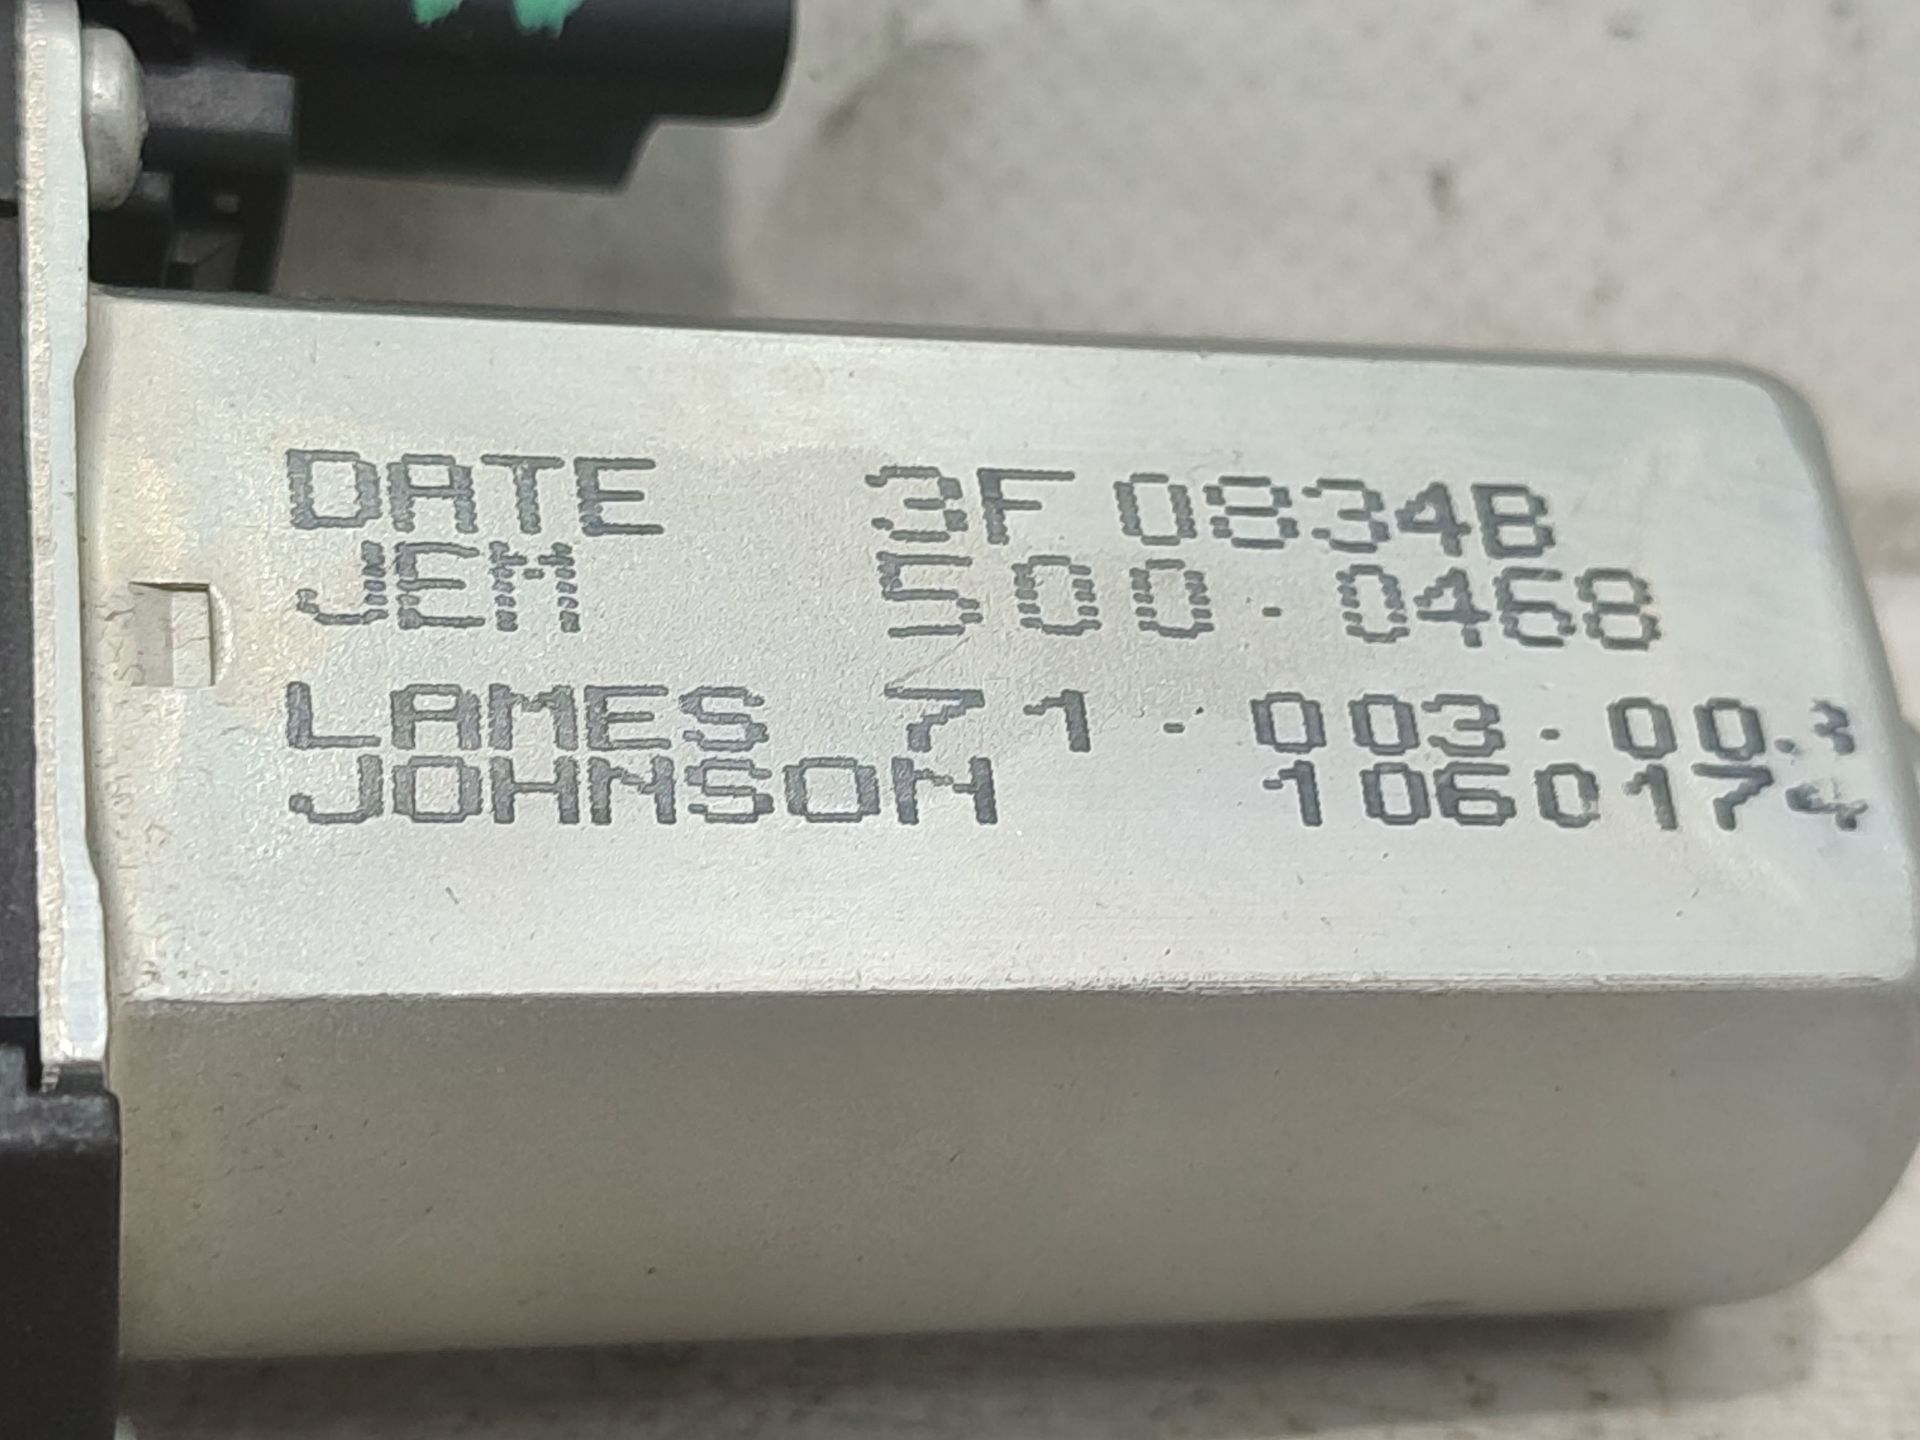 DATE 3F0834B
JEM 500.0468
LAMES 71.003.00.3
JOHNSON 1060174